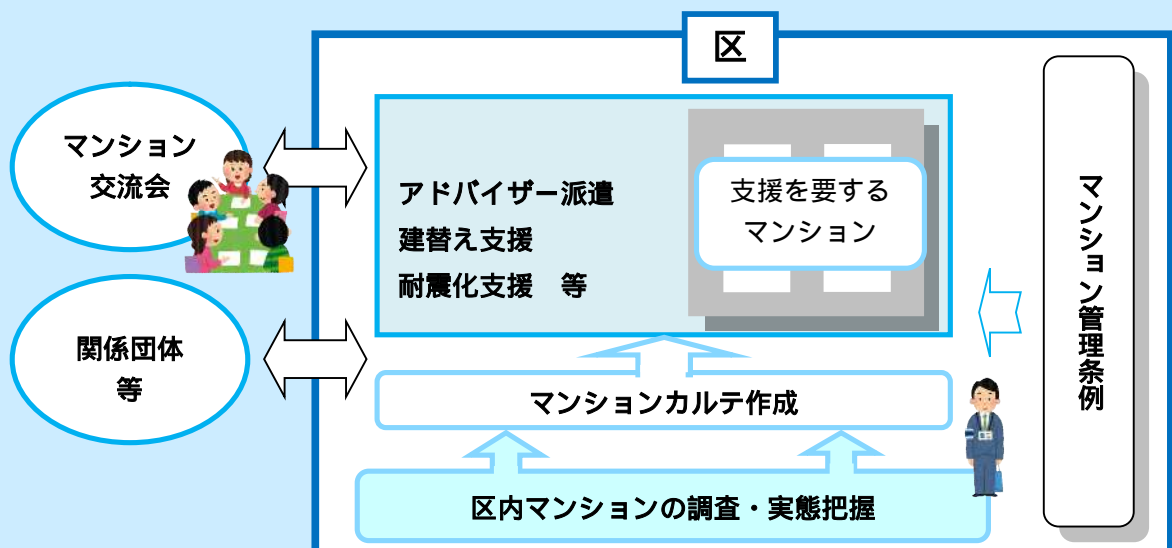 区
マンション
交流会
アドバイザー派遣
建替え支援
耐震化支援　等
支援を要する
マンション
マンション管理条例
関係団体
等
マンションカルテ作成
区内マンションの調査・実態把握